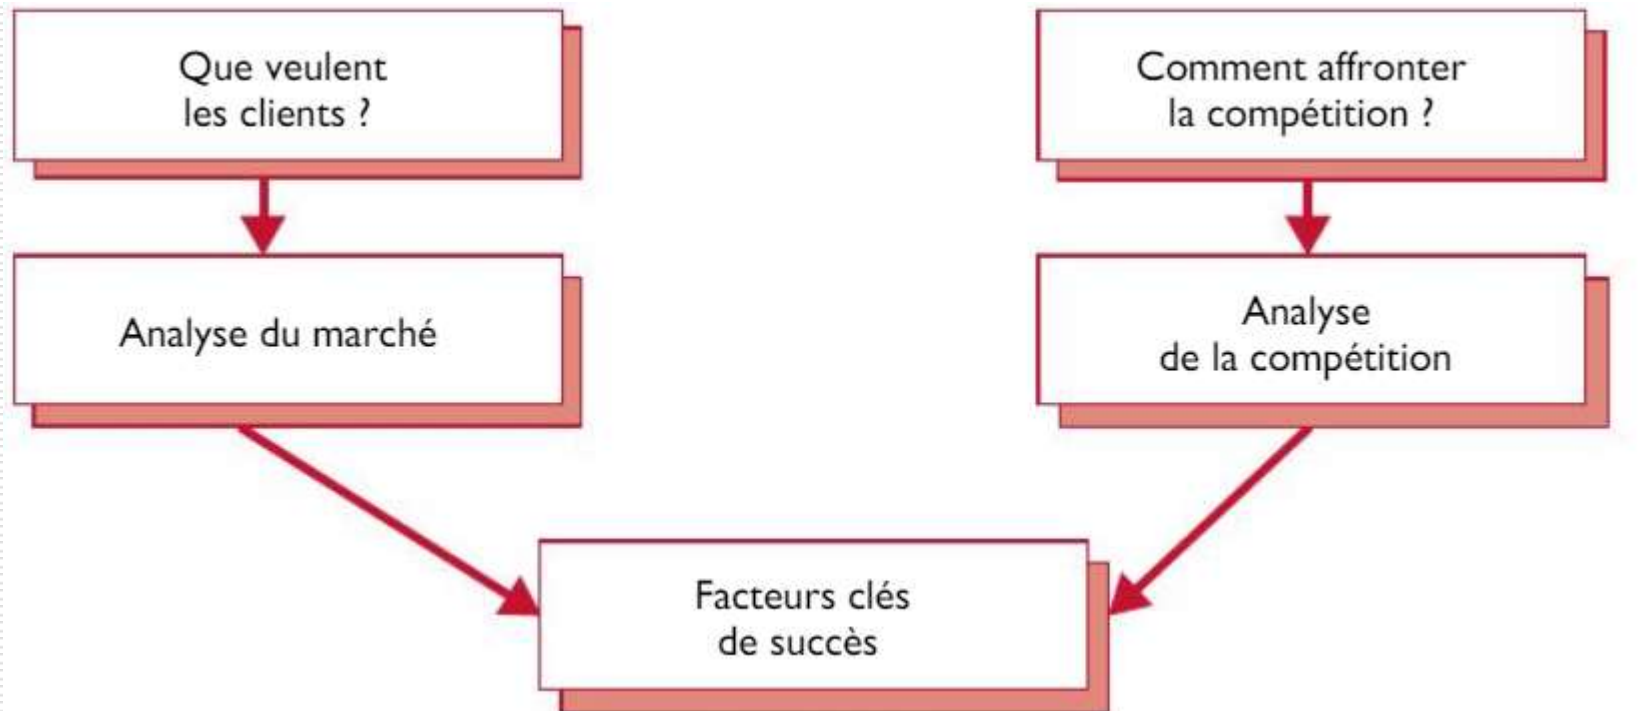 Que veulent
les clients ?
Comment affronter
la compétition ?
Analyse du marché
Analyse
de la compétition
Facteurs clés
de succès